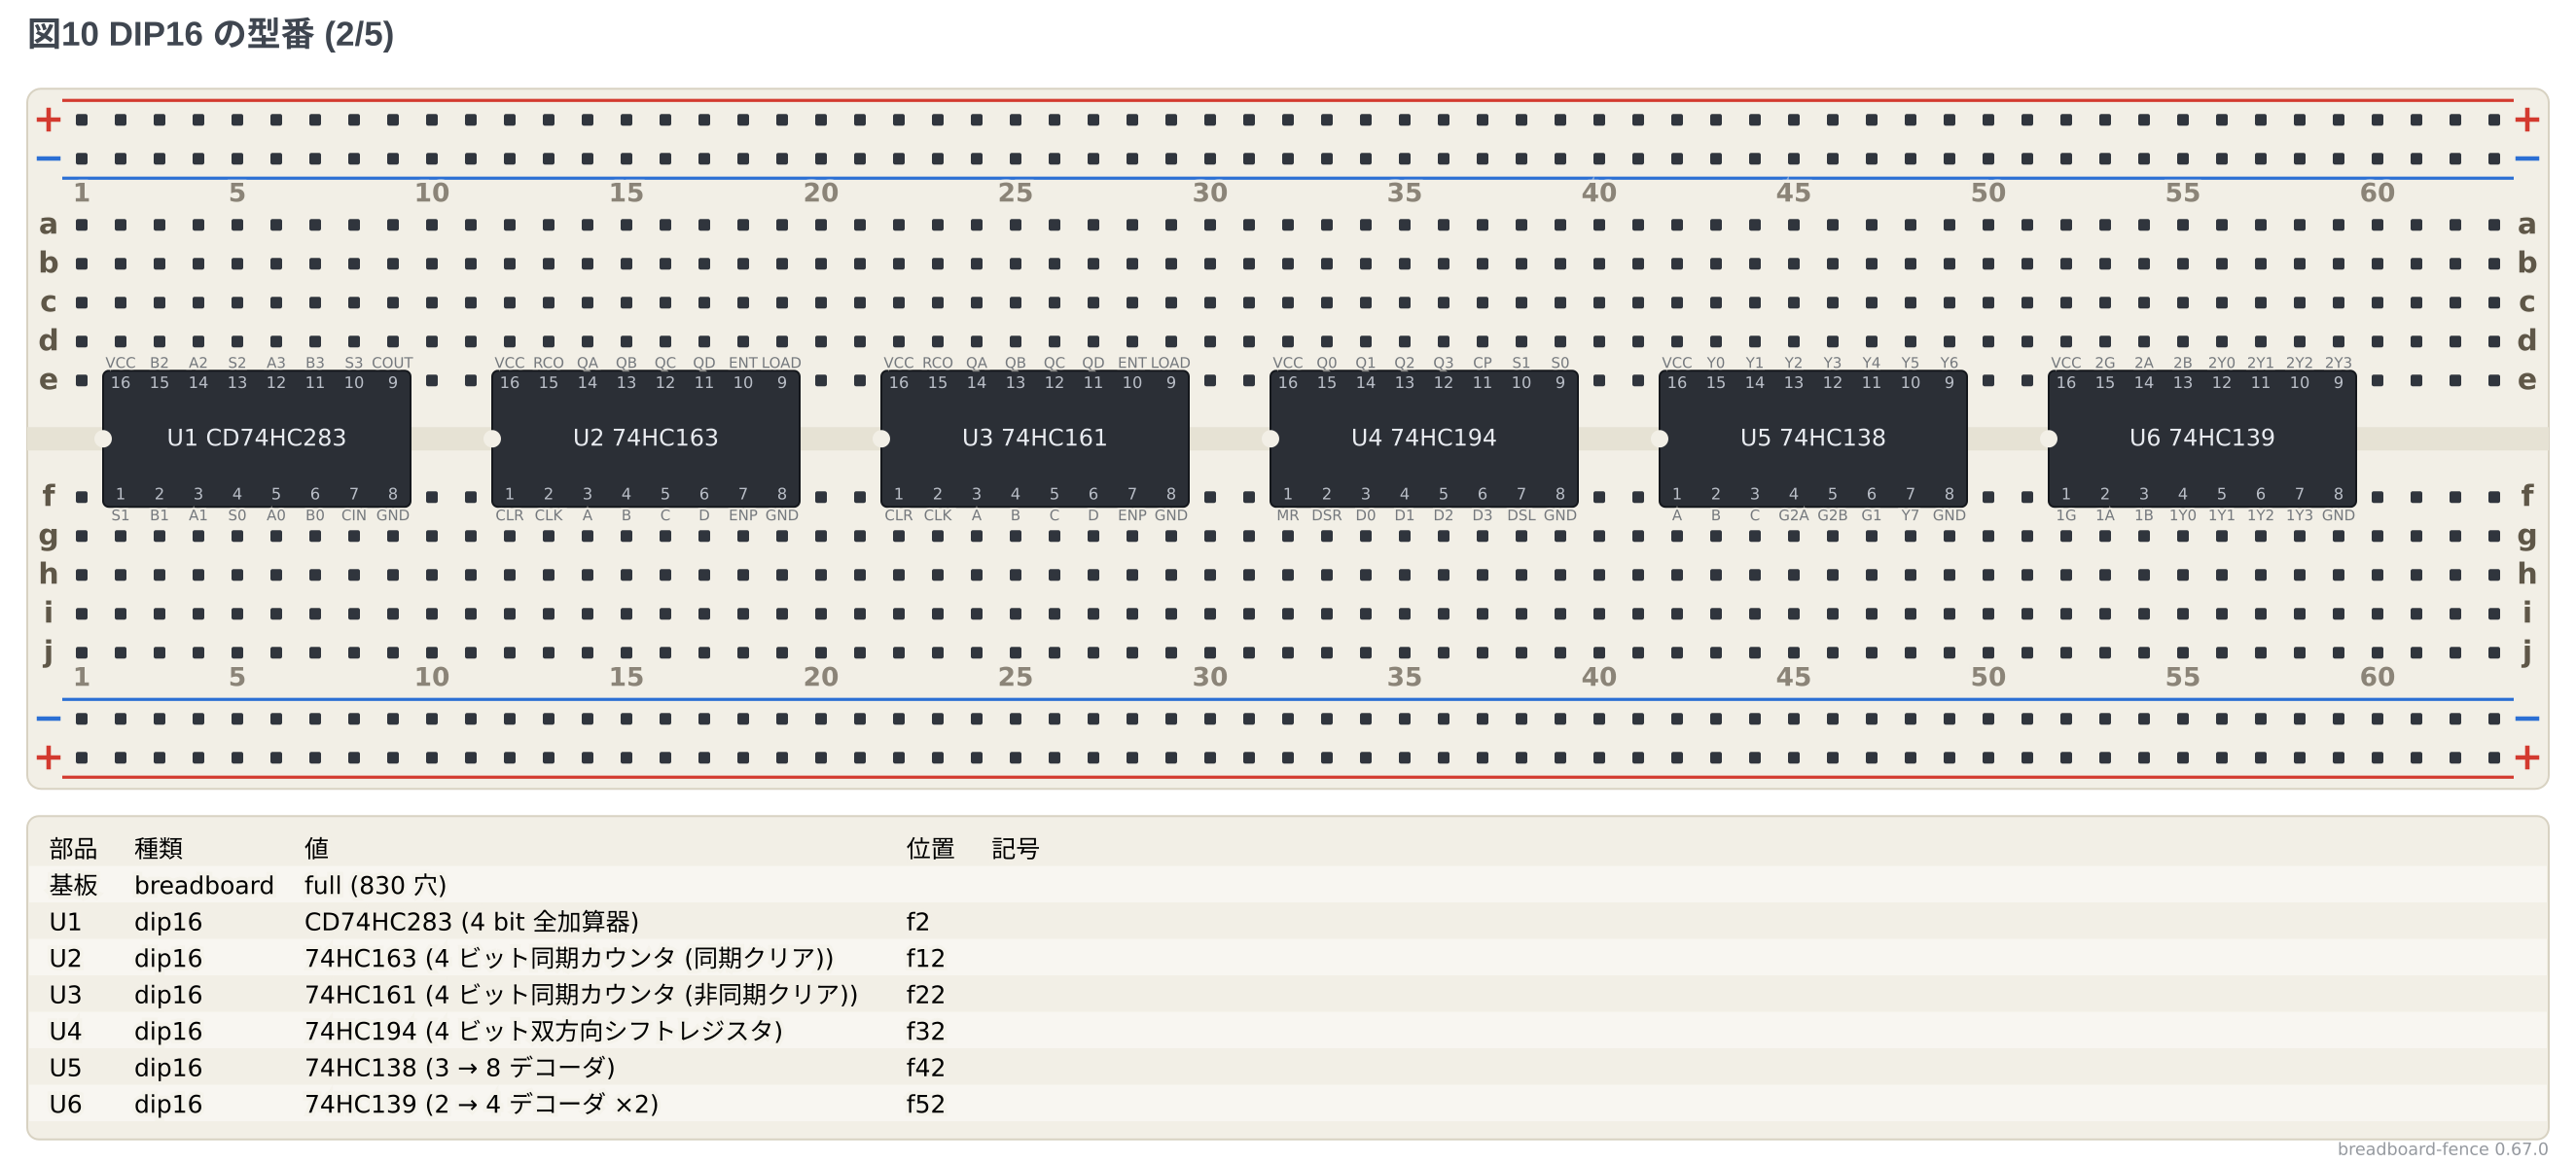 図10 DIP16 の型番 (2/5)
+ +
− −
1 5 10 15 20 25 30 35 40 45 50 55 60
a a
b b
c c
d d
VCC B2 A2 S2 A3 B3 S3 COUT VCC RCO QA QB QC QD ENT LOAD VCC RCO QA QB QC QD ENT LOAD VCC Q0 Q1 Q2 Q3 CP S1 S0 VCC Y0 Y1 Y2 Y3 Y4 Y5 Y6 VCC 2G 2A 2B 2Y0 2Y1 2Y2 2Y3
e 16 15 14 13 12 11 10 9 16 15 14 13 12 11 10 9 16 15 14 13 12 11 10 9 16 15 14 13 12 11 10 9 16 15 14 13 12 11 10 9 16 15 14 13 12 11 10 9 e
U1 CD74HC283 U2 74HC163 U3 74HC161 U4 74HC194 U5 74HC138 U6 74HC139
f 1 2 3 4 5 6 7 8 1 2 3 4 5 6 7 8 1 2 3 4 5 6 7 8 1 2 3 4 5 6 7 8 1 2 3 4 5 6 7 8 1 2 3 4 5 6 7 8 f
S1 B1 A1 S0 A0 B0 CIN GND CLR CLK A B C D ENP GND CLR CLK A B C D ENP GND MR DSR D0 D1 D2 D3 DSL GND A B C G2A G2B G1 Y7 GND 1G 1A 1B 1Y0 1Y1 1Y2 1Y3 GND
g g
h h
i i
j j
1 5 10 15 20 25 30 35 40 45 50 55 60
− −
+ +
部品 種類 値 位置 記号
基板 breadboard full (830 穴)
U1 dip16 CD74HC283 (4 bit 全加算器) f2
U2 dip16 74HC163 (4 ビット同期カウンタ (同期クリア)) f12
U3 dip16 74HC161 (4 ビット同期カウンタ (非同期クリア)) f22
U4 dip16 74HC194 (4 ビット双方向シフトレジスタ) f32
U5 dip16 74HC138 (3 → 8 デコーダ) f42
U6 dip16 74HC139 (2 → 4 デコーダ ×2) f52
breadboard-fence 0.67.0